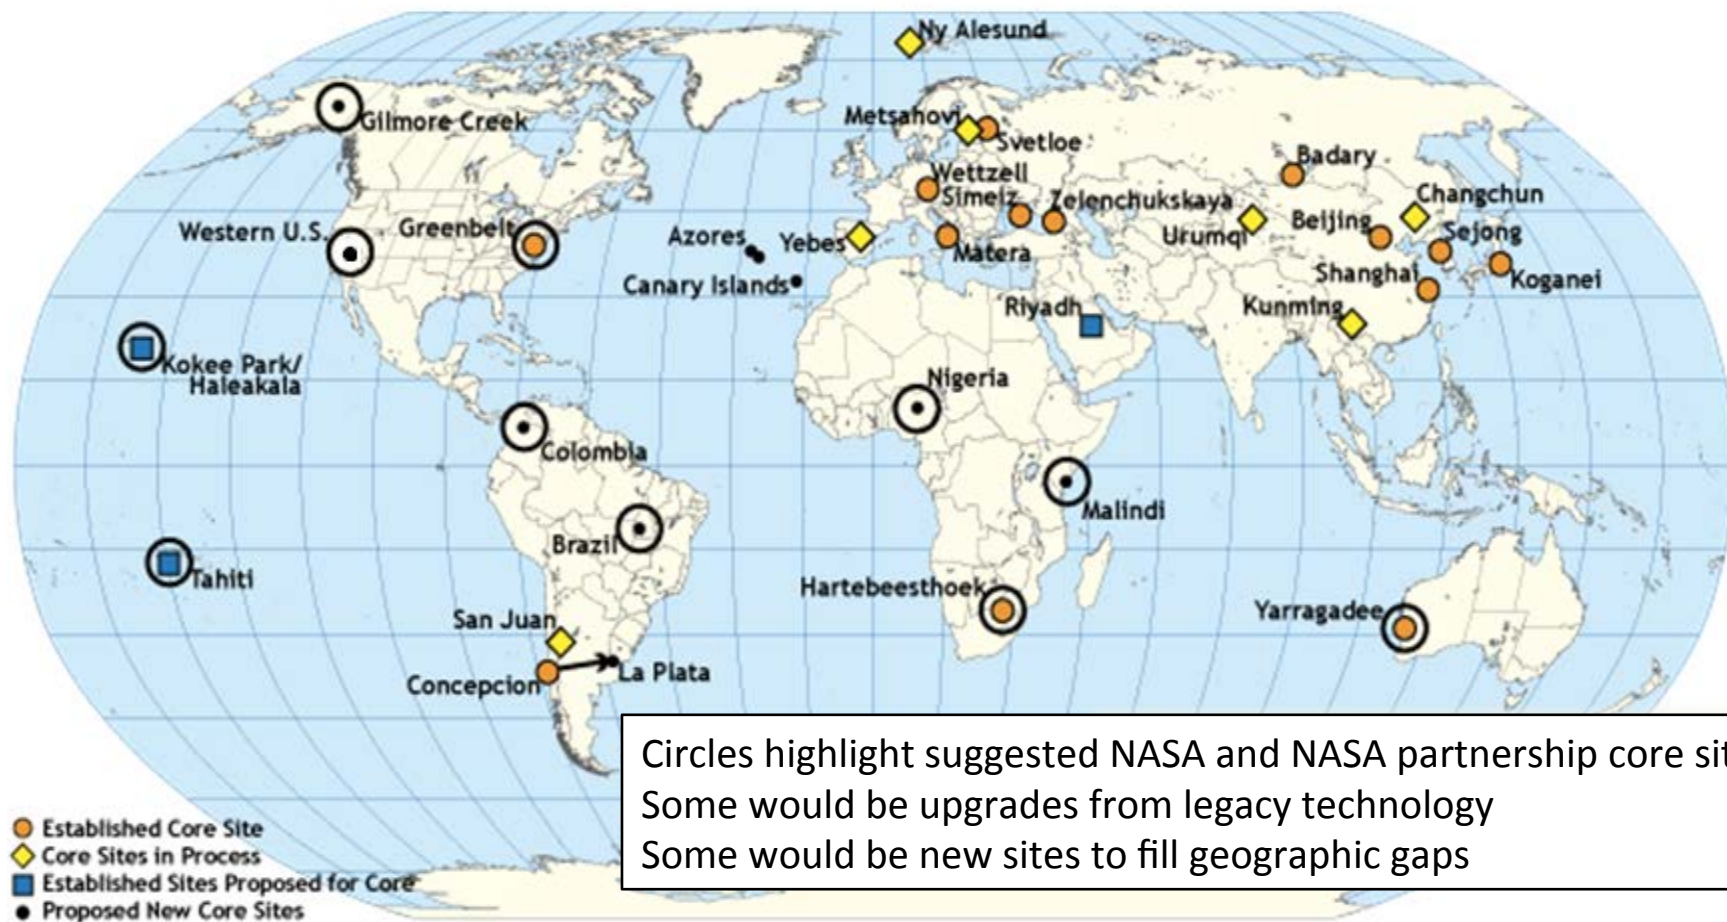 Ny Alesund
Gilmore Creek
Metsahovi
Svetloe
Badary
Wettzell
Simeiz
Zelenchukskaya
Changchun
Western U.S.
Greenbelt
Azores
Yebes
Matera
Urumqi
Beijing
Sejong
Canary Islands
Shanghai
Koganei
Riyadh
Kunming
Kokee Park/
Haleakala
Nigeria
Colombia
Malindi
Brazil
Tahiti
Hartebeesthoek
Yarragadee
San Juan
La Plata
Concepcion
Circles highlight suggested NASA and NASA partnership core sit
Some would be upgrades from legacy technology
Some would be new sites to fill geographic gaps
Established Core Site
Core Sites in Process
Established Sites Proposed for Core
Proposed New Core Sites